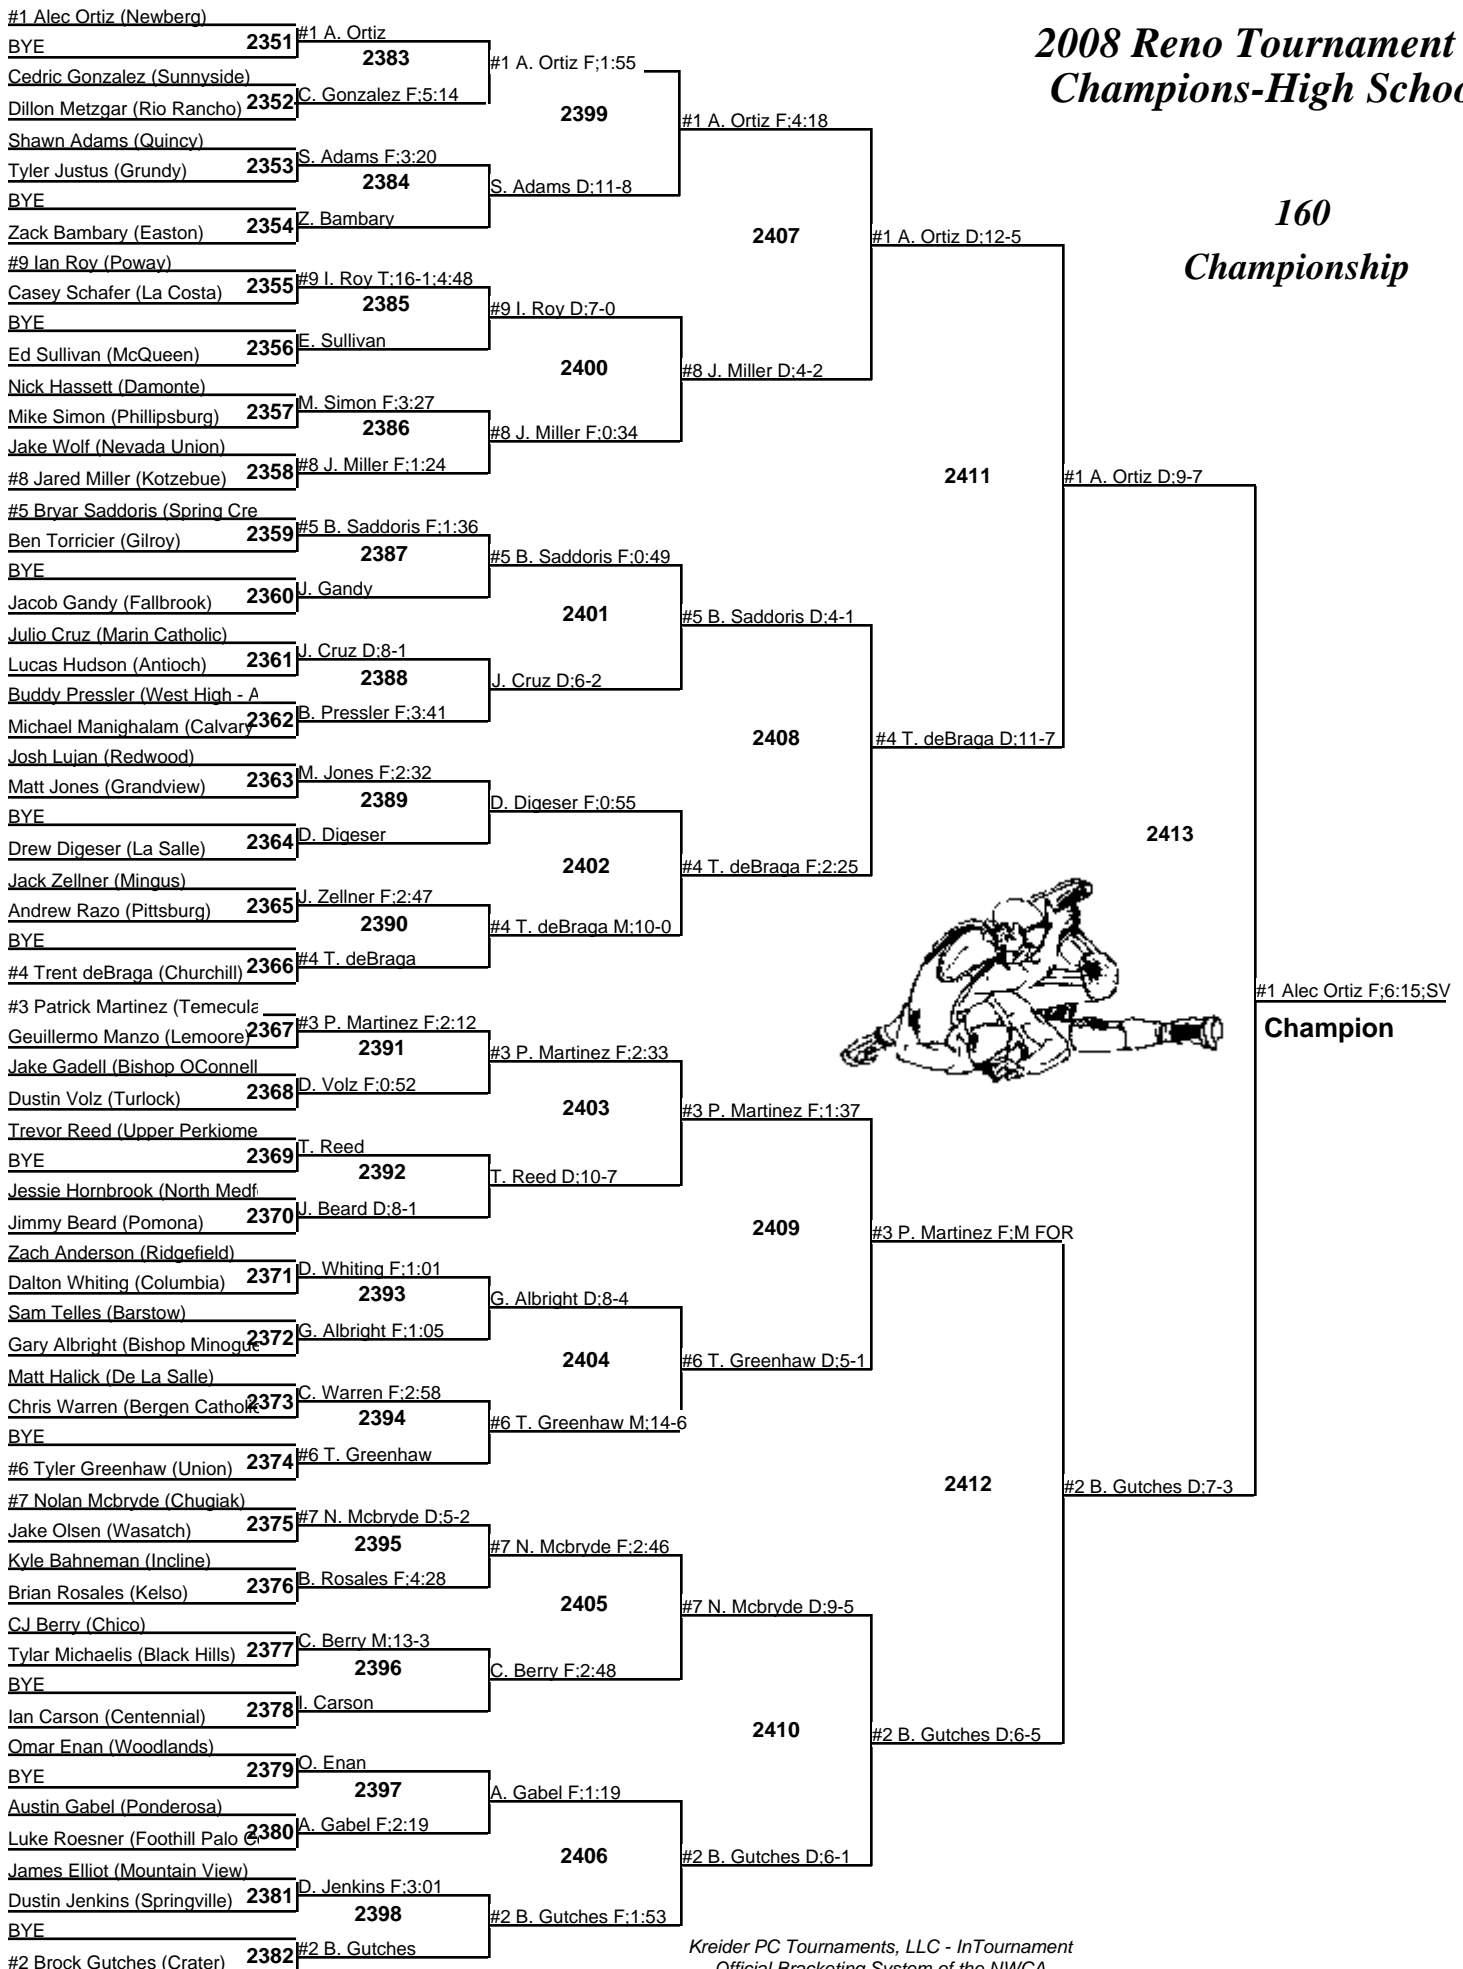 2008 Reno Tournament
Champions-High Schoo
160
Championship
#1 Alec Ortiz (Newberg)
BYE
2351
Cedric Gonzalez (Sunnyside)
Dillon Metzgar (Rio Rancho)
2352
Shawn Adams (Quincy)
Tyler Justus (Grundy)
2353
BYE
Zack Bambary (Easton)
2354
#9 Ian Roy (Poway)
Casey Schafer (La Costa)
2355
BYE
Ed Sullivan (McQueen)
2356
Nick Hassett (Damonte)
Mike Simon (Phillipsburg)
2357
Jake Wolf (Nevada Union)
#8 Jared Miller (Kotzebue)
2358
#5 Bryar Saddoris (Spring Cre
Ben Torricier (Gilroy)
2359
BYE
Jacob Gandy (Fallbrook)
2360
Julio Cruz (Marin Catholic)
Lucas Hudson (Antioch)
2361
Buddy Pressler (West High - A
Michael Manighalam (Calvary
2362
Josh Lujan (Redwood)
Matt Jones (Grandview)
2363
BYE
Drew Digeser (La Salle)
2364
Jack Zellner (Mingus)
Andrew Razo (Pittsburg)
2365
BYE
#4 Trent deBraga (Churchill)
2366
#3 Patrick Martinez (Temecula
Geuillermo Manzo (Lemoore)
2367
Jake Gadell (Bishop OConnell
Dustin Volz (Turlock)
2368
Trevor Reed (Upper Perkiome
BYE
2369
Jessie Hornbrook (North Medf
Jimmy Beard (Pomona)
2370
Zach Anderson (Ridgefield)
Dalton Whiting (Columbia)
2371
Sam Telles (Barstow)
Gary Albright (Bishop Minogue
2372
Matt Halick (De La Salle)
Chris Warren (Bergen Catholic
2373
BYE
#6 Tyler Greenhaw (Union)
2374
#7 Nolan Mcbryde (Chugiak)
Jake Olsen (Wasatch)
2375
Kyle Bahneman (Incline)
Brian Rosales (Kelso)
2376
CJ Berry (Chico)
Tylar Michaelis (Black Hills)
2377
BYE
Ian Carson (Centennial)
2378
Omar Enan (Woodlands)
BYE
2379
Austin Gabel (Ponderosa)
Luke Roesner (Foothill Palo C
2380
James Elliot (Mountain View)
Dustin Jenkins (Springville)
2381
BYE
#2 Brock Gutches (Crater)
2382
#1 A. Ortiz
2383
C. Gonzalez F;5:14
S. Adams F;3:20
2384
Z. Bambary
#9 I. Roy T;16-1;4:48
2385
E. Sullivan
M. Simon F;3:27
2386
#8 J. Miller F;1:24
#5 B. Saddoris F;1:36
2387
J. Gandy
J. Cruz D;8-1
2388
B. Pressler F;3:41
M. Jones F;2:32
2389
D. Digeser
J. Zellner F;2:47
2390
#4 T. deBraga
#3 P. Martinez F;2:12
2391
D. Volz F;0:52
T. Reed
2392
J. Beard D;8-1
D. Whiting F;1:01
2393
G. Albright F;1:05
C. Warren F;2:58
2394
#6 T. Greenhaw
#7 N. Mcbryde D;5-2
2395
B. Rosales F;4:28
C. Berry M;13-3
2396
I. Carson
O. Enan
2397
A. Gabel F;2:19
D. Jenkins F;3:01
2398
#2 B. Gutches
#1 A. Ortiz F;1:55
2399
S. Adams D;11-8
#9 I. Roy D;7-0
2400
#8 J. Miller F;0:34
#5 B. Saddoris F;0:49
2401
J. Cruz D;6-2
D. Digeser F;0:55
2402
#4 T. deBraga M;10-0
#3 P. Martinez F;2:33
2403
T. Reed D;10-7
G. Albright D;8-4
2404
#6 T. Greenhaw M;14-6
#7 N. Mcbryde F;2:46
2405
C. Berry F;2:48
A. Gabel F;1:19
2406
#2 B. Gutches F;1:53
#1 A. Ortiz F;4:18
2407
#8 J. Miller D;4-2
#5 B. Saddoris D;4-1
2408
#4 T. deBraga F;2:25
#3 P. Martinez F;1:37
2409
#6 T. Greenhaw D;5-1
#7 N. Mcbryde D;9-5
2410
#2 B. Gutches D;6-1
#1 A. Ortiz D;12-5
2411
#4 T. deBraga D;11-7
#3 P. Martinez F;M FOR
2412
#2 B. Gutches D;6-5
#1 A. Ortiz D;9-7
2413
#2 B. Gutches D;7-3
#1 Alec Ortiz F;6:15;SV
Champion
Kreider PC Tournaments, LLC - InTournament
Official Bracketing System of the NWCA